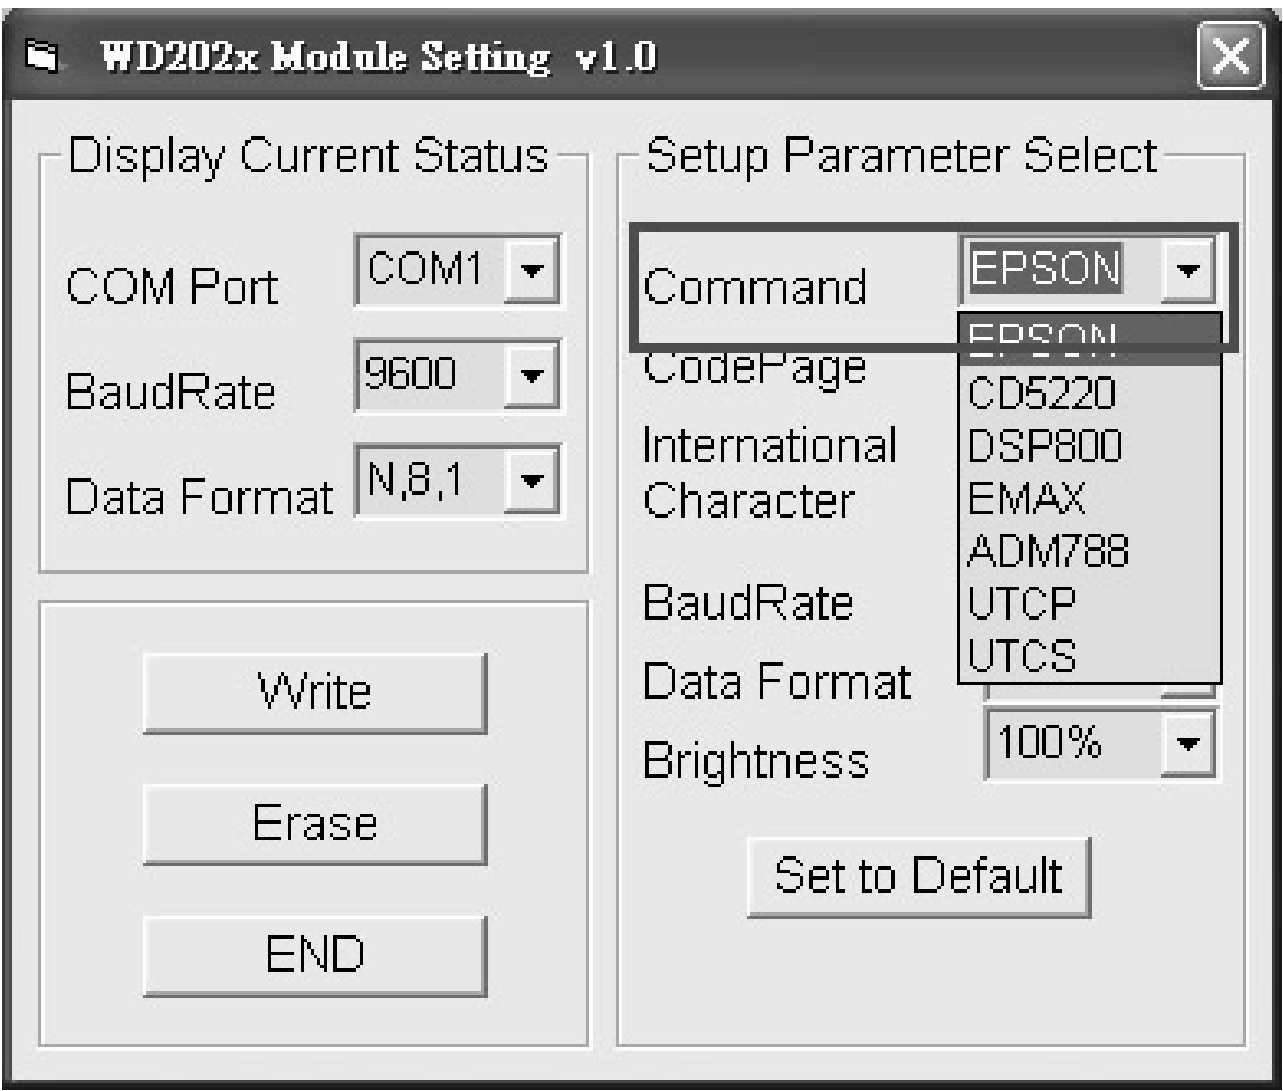 WD202x Module Setting v1.0
Display Current Status
COM Port
COM1
BaudRate
9600
Data Format
N,8,1
Write
Erase
END
Setup Parameter Select
Command
EPSON
EPSON
CD5220
DSP800
EMAX
ADM788
UTCP
UTCS
CodePage
International
Character
BaudRate
Data Format
Brightness
100%
Set to Default